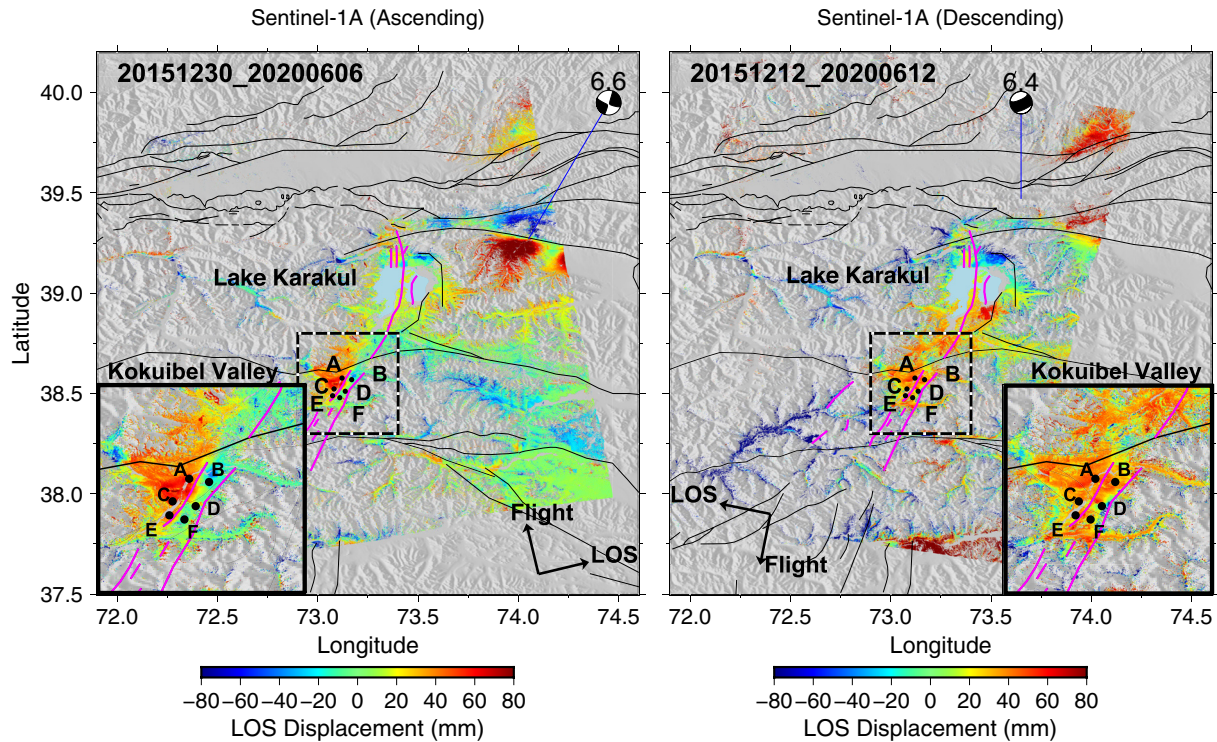 Sentinel-1A (Ascending)
Sentinel-1A (Descending)
20151230_20200606
6.6
20151212_20200612
6.4
40.0
39.5
39.0
38.5
38.0
37.5
Latitude
Lake Karakul
A
B
C
D
E
F
Kokuibel Valley
A
B
C
D
E
F
Flight
LOS
Lake Karakul
A
B
C
D
E
F
Kokuibel Valley
A
B
C
D
E
F
LOS
Flight
72.0 72.5 73.0 73.5 74.0 74.5
Longitude
72.0 72.5 73.0 73.5 74.0 74.5
Longitude
−80 −60 −40 −20 0 20 40 60 80
LOS Displacement (mm)
−80 −60 −40 −20 0 20 40 60 80
LOS Displacement (mm)